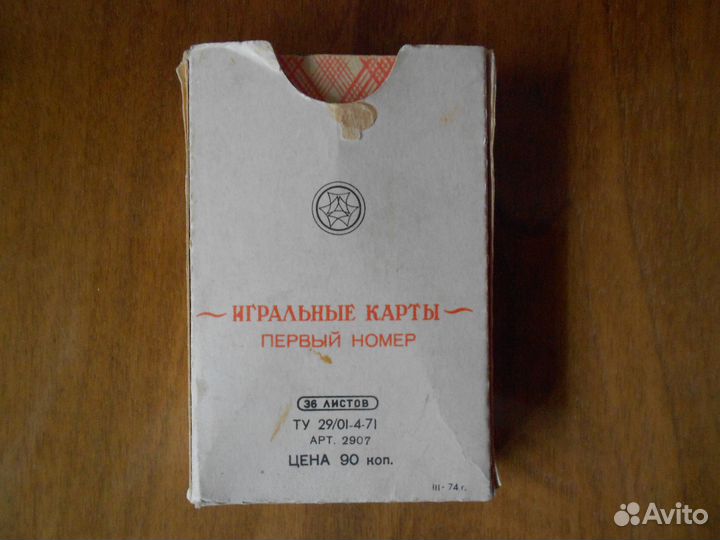 ИГРАЛЬНЫЕ КАРТЫ
ПЕРВЫЙ НОМЕР
36 ЛИСТОВ
ТУ 29/01-4-71
АРТ. 2907
ЦЕНА 90 коп.
III-74 г.
Avito